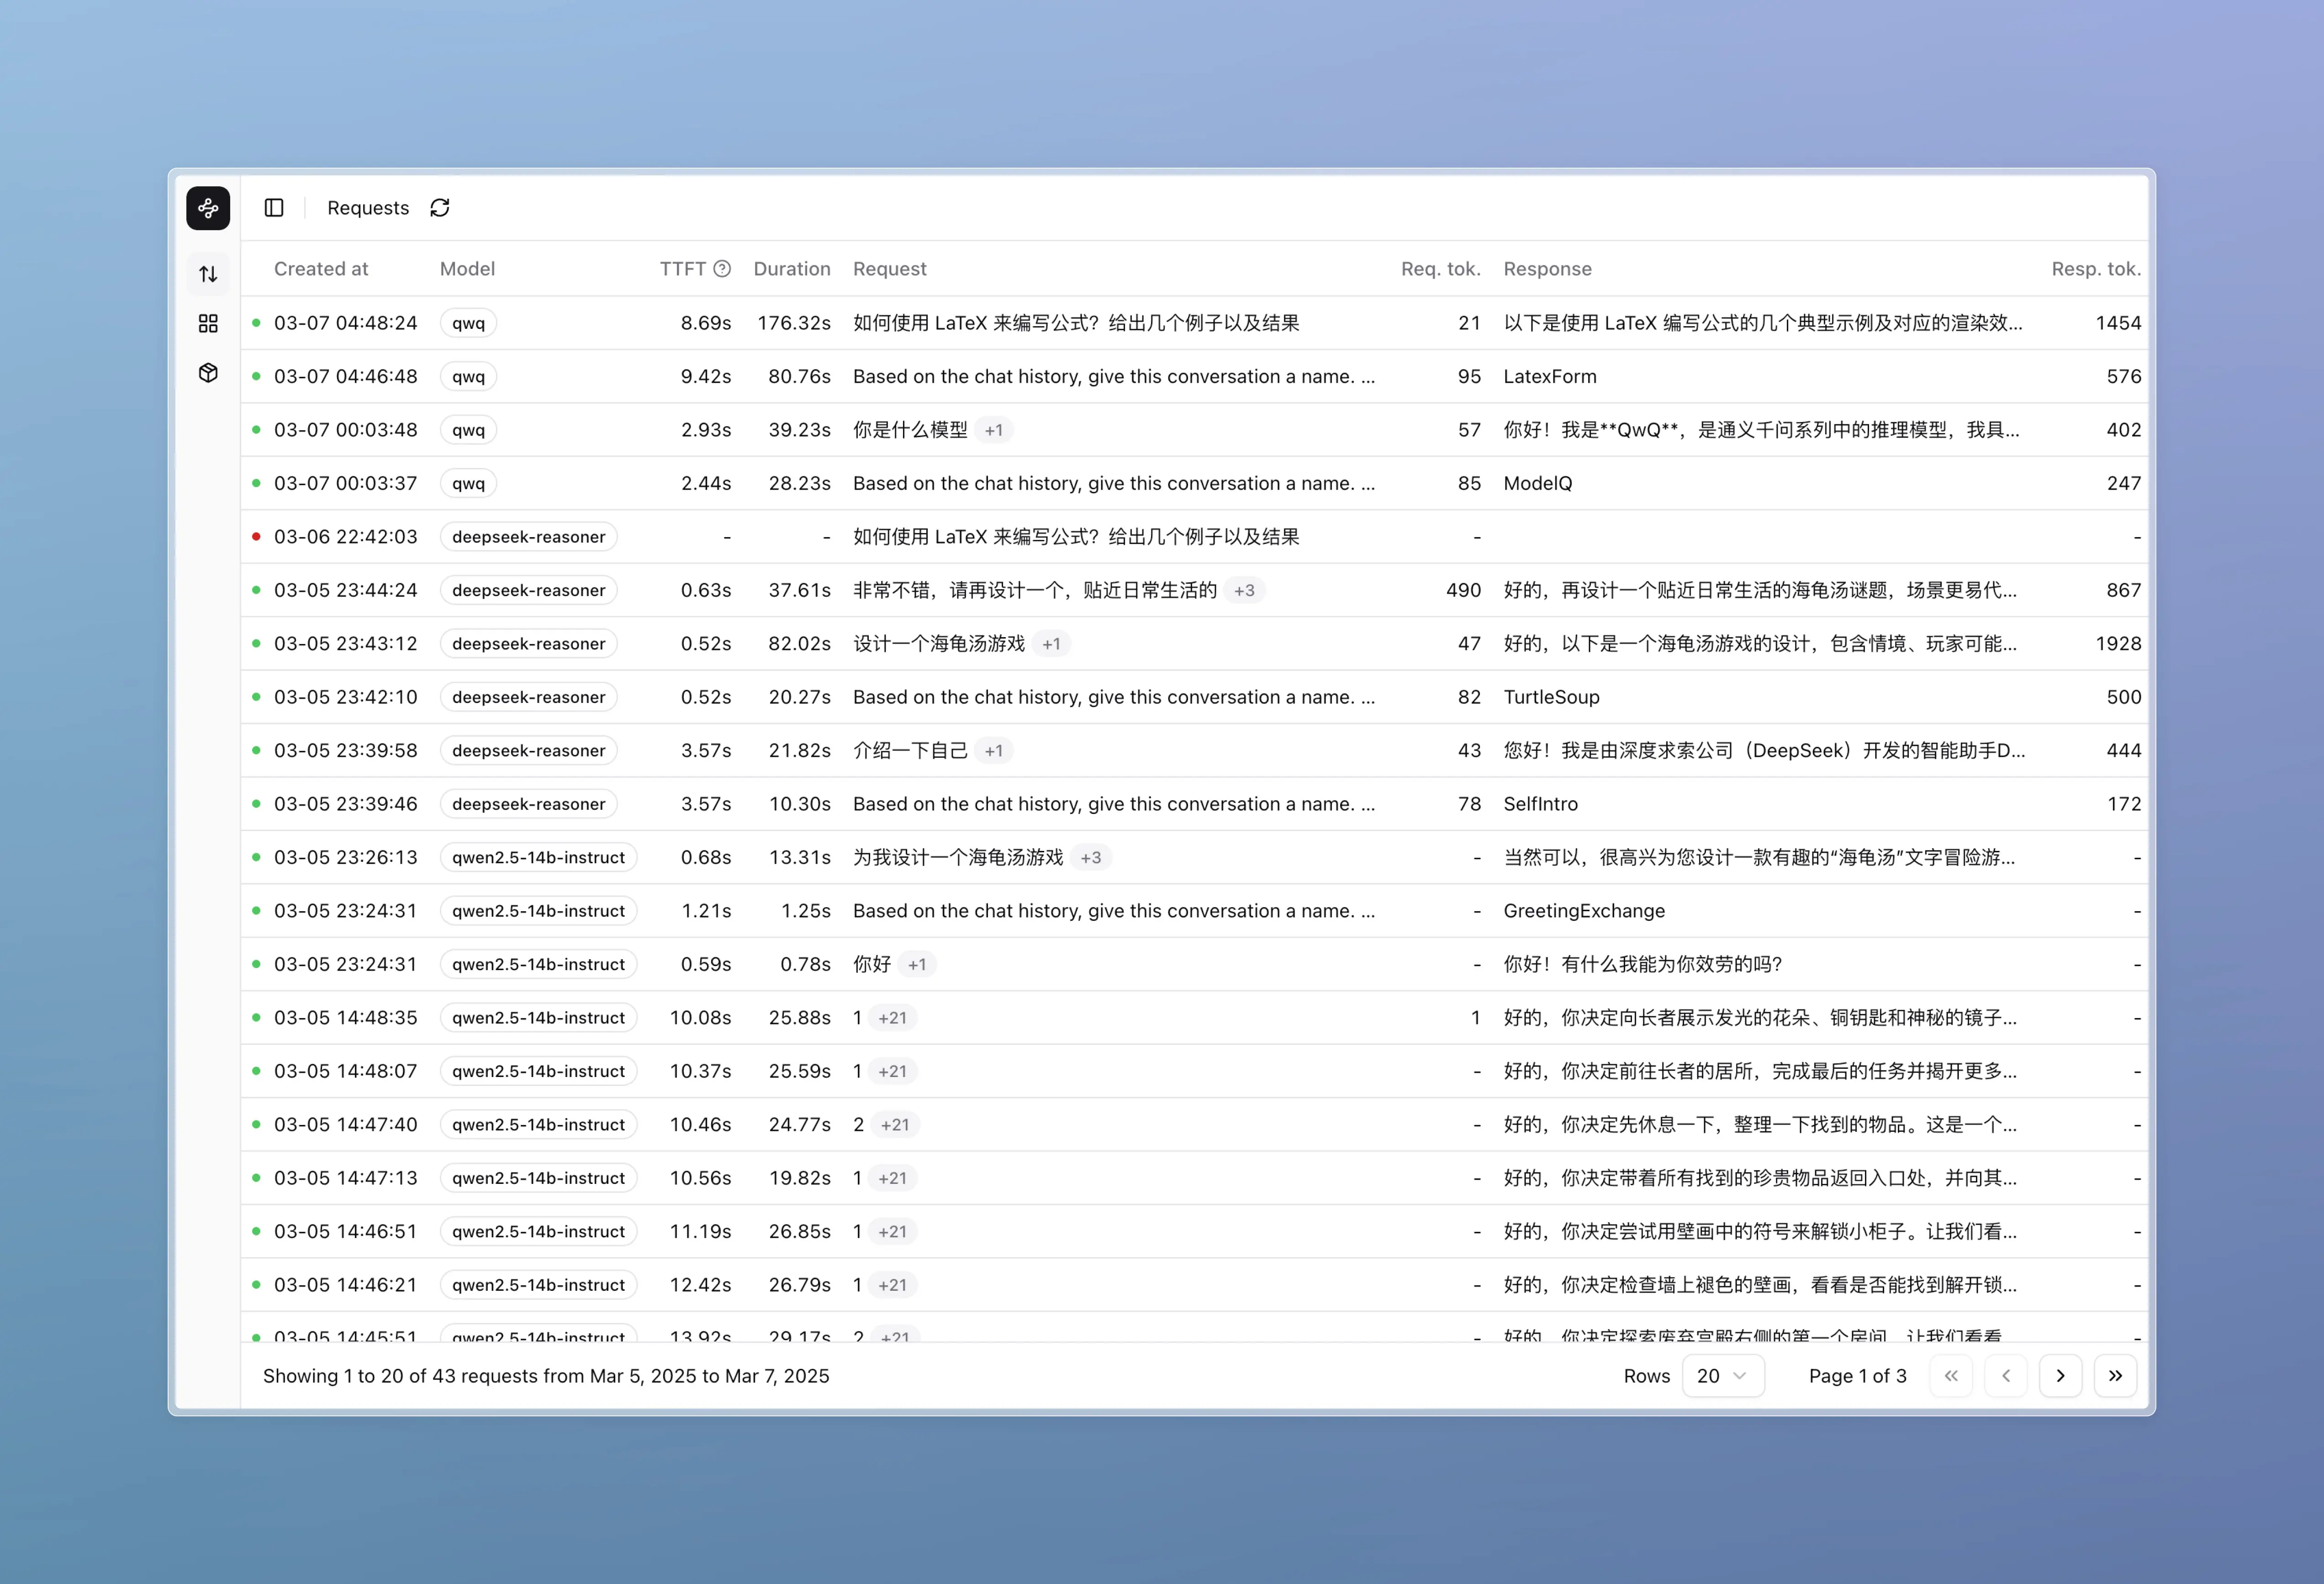 Requests
Created at Model TTFT Duration Request Req. tok. Response Resp. tok.
03-07 04:48:24 qwq 8.69s 176.32s 如何使用 LaTeX 来编写公式？给出几个例子以及结果 21 以下是使用 LaTeX 编写公式的几个典型示例及对应的渲染效... 1454
03-07 04:46:48 qwq 9.42s 80.76s Based on the chat history, give this conversation a name. ... 95 LatexForm 576
03-07 00:03:48 qwq 2.93s 39.23s 你是什么模型 +1 57 你好！我是**QwQ**，是通义千问系列中的推理模型，我具... 402
03-07 00:03:37 qwq 2.44s 28.23s Based on the chat history, give this conversation a name. ... 85 ModelQ 247
03-06 22:42:03 deepseek-reasoner - - 如何使用 LaTeX 来编写公式？给出几个例子以及结果 - -
03-05 23:44:24 deepseek-reasoner 0.63s 37.61s 非常不错，请再设计一个，贴近日常生活的 +3 490 好的，再设计一个贴近日常生活的海龟汤谜题，场景更易代... 867
03-05 23:43:12 deepseek-reasoner 0.52s 82.02s 设计一个海龟汤游戏 +1 47 好的，以下是一个海龟汤游戏的设计，包含情境、玩家可能... 1928
03-05 23:42:10 deepseek-reasoner 0.52s 20.27s Based on the chat history, give this conversation a name. ... 82 TurtleSoup 500
03-05 23:39:58 deepseek-reasoner 3.57s 21.82s 介绍一下自己 +1 43 您好！我是由深度求索公司（DeepSeek）开发的智能助手D... 444
03-05 23:39:46 deepseek-reasoner 3.57s 10.30s Based on the chat history, give this conversation a name. ... 78 SelfIntro 172
03-05 23:26:13 qwen2.5-14b-instruct 0.68s 13.31s 为我设计一个海龟汤游戏 +3 - 当然可以，很高兴为您设计一款有趣的“海龟汤”文字冒险游... -
03-05 23:24:31 qwen2.5-14b-instruct 1.21s 1.25s Based on the chat history, give this conversation a name. ... - GreetingExchange -
03-05 23:24:31 qwen2.5-14b-instruct 0.59s 0.78s 你好 +1 - 你好！有什么我能为你效劳的吗？ -
03-05 14:48:35 qwen2.5-14b-instruct 10.08s 25.88s 1 +21 1 好的，你决定向长者展示发光的花朵、铜钥匙和神秘的镜子... -
03-05 14:48:07 qwen2.5-14b-instruct 10.37s 25.59s 1 +21 - 好的，你决定前往长者的居所，完成最后的任务并揭开更多... -
03-05 14:47:40 qwen2.5-14b-instruct 10.46s 24.77s 2 +21 - 好的，你决定先休息一下，整理一下找到的物品。这是一个... -
03-05 14:47:13 qwen2.5-14b-instruct 10.56s 19.82s 1 +21 - 好的，你决定带着所有找到的珍贵物品返回入口处，并向其... -
03-05 14:46:51 qwen2.5-14b-instruct 11.19s 26.85s 1 +21 - 好的，你决定尝试用壁画中的符号来解锁小柜子。让我们看... -
03-05 14:46:21 qwen2.5-14b-instruct 12.42s 26.79s 1 +21 - 好的，你决定检查墙上褪色的壁画，看看是否能找到解开锁... -
03-05 14:45:51 qwen2.5-14b-instruct 13.92s 29.17s 2 +21 - 好的，你决定探索废弃宫殿右侧的第一个房间。让我们看看 -
Showing 1 to 20 of 43 requests from Mar 5, 2025 to Mar 7, 2025 Rows 20 Page 1 of 3